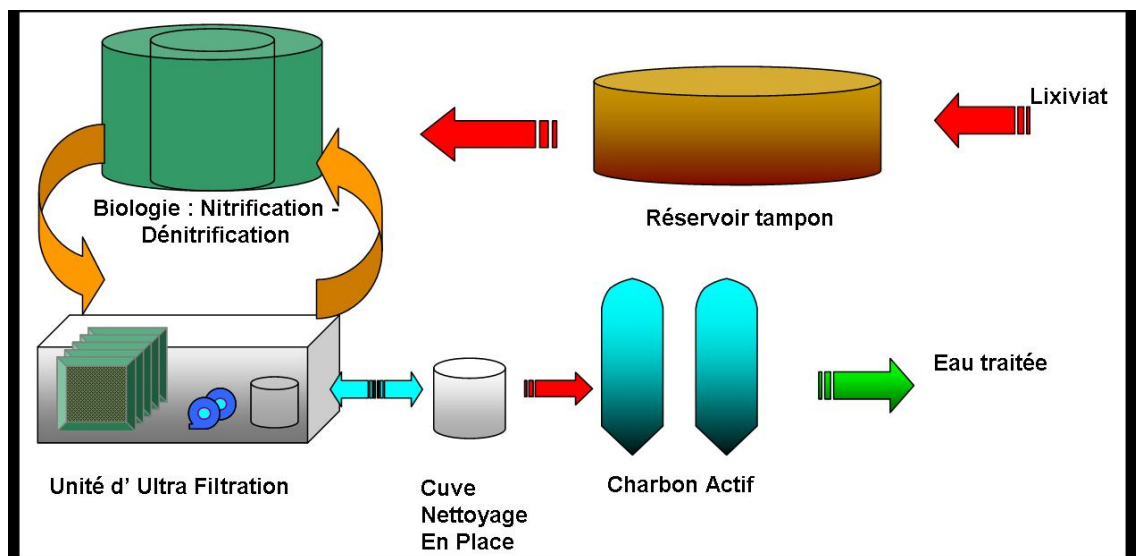 Lixiviat
Réservoir tampon
Biologie : Nitrification -
Dénitrification
Unité d' Ultra Filtration
Cuve
Nettoyage
En Place
Charbon Actif
Eau traitée